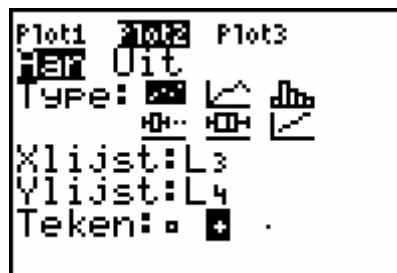 Plot1 Plot2 Plot3
Aan Uit
Type:
Xlijst:L3
Ylijst:L4
Teken: